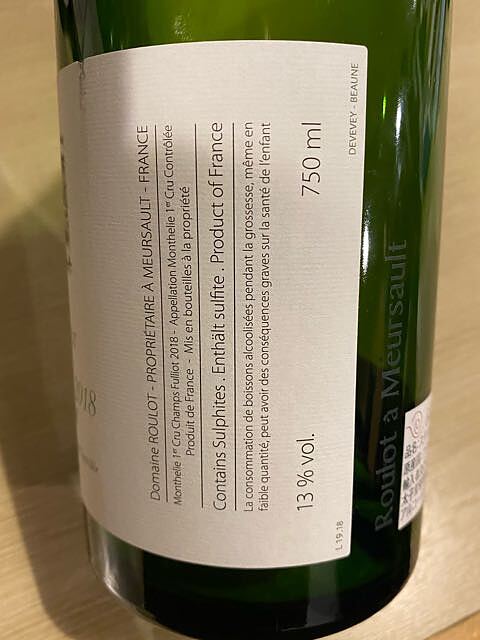 Domaine ROULOT - PROPRIÉTAIRE À MEURSAULT - FRANCE
Monthelie 1er Cru Champs Fulliot 2018 - Appellation Monthelie 1er Cru Contrôlée
Produit de France - Mis en bouteilles à la propriété
Contains Sulphites . Enthält sulfite . Product of France
La consommation de boissons alcoolisées pendant la grossesse, même en
faible quantité, peut avoir des conséquences graves sur la santé de l'enfant
13 % vol. 750 ml
L 19.18
DEVEVEY - BEAUNE
Roulot à Meursault
2018